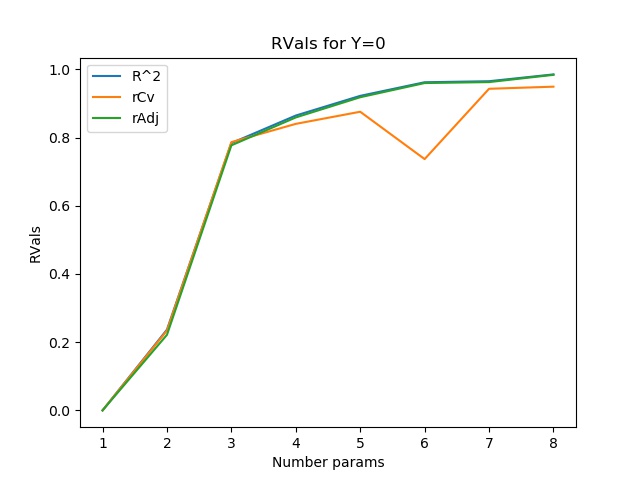 RVals for Y=0
R^2
rCv
rAdj
RVals
1.0
0.8
0.6
0.4
0.2
0.0
1 2 3 4 5 6 7 8
Number params